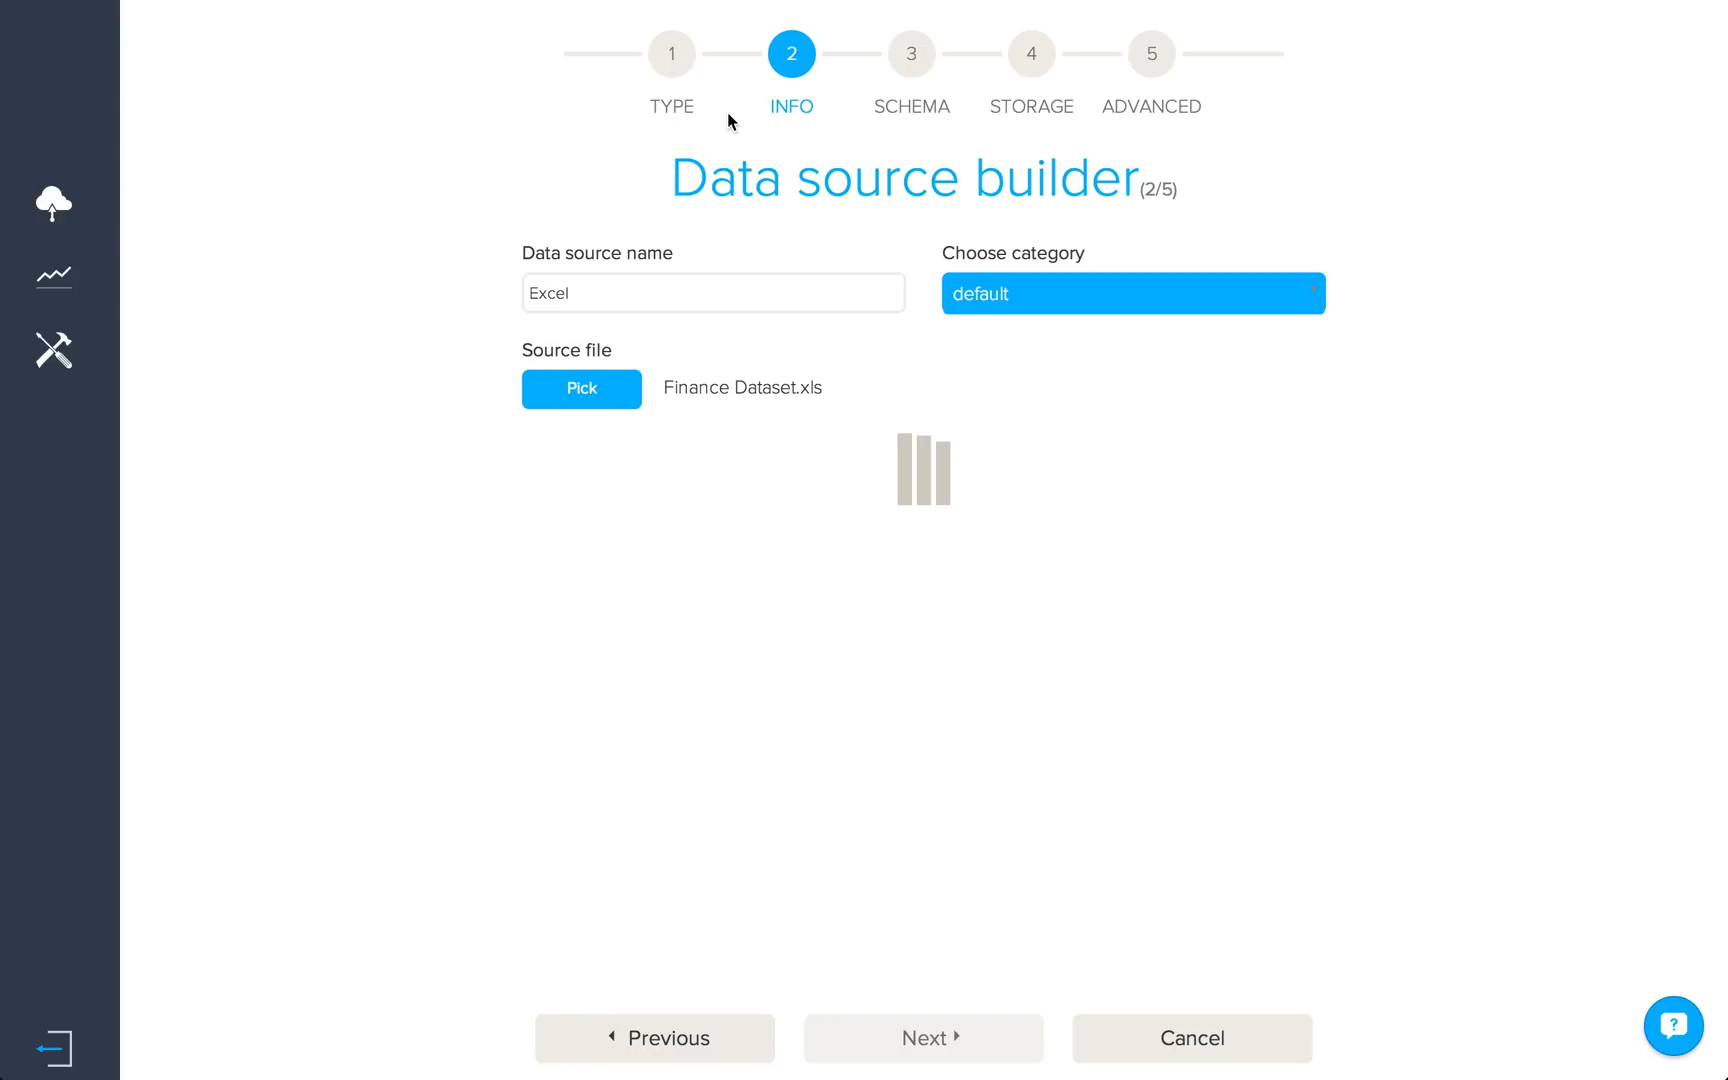 1 2 3 4 5
TYPE INFO SCHEMA STORAGE ADVANCED
Data source builder(2/5)
Data source name Choose category
Excel default
Source file
Pick Finance Dataset.xls
Previous Next Cancel
?